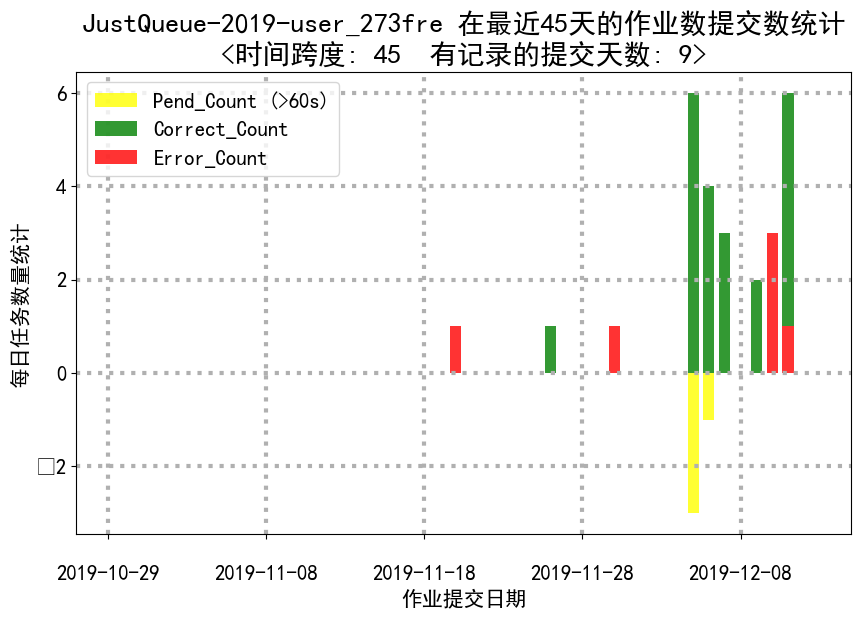 JustQueue-2019-user_273fre 在最近45天的作业数提交数统计
<时间跨度: 45 有记录的提交天数: 9>
Pend_Count (>60s)
Correct_Count
Error_Count
6
4
2
0
□2
每日任务数量统计
2019-10-29 2019-11-08 2019-11-18 2019-11-28 2019-12-08
作业提交日期